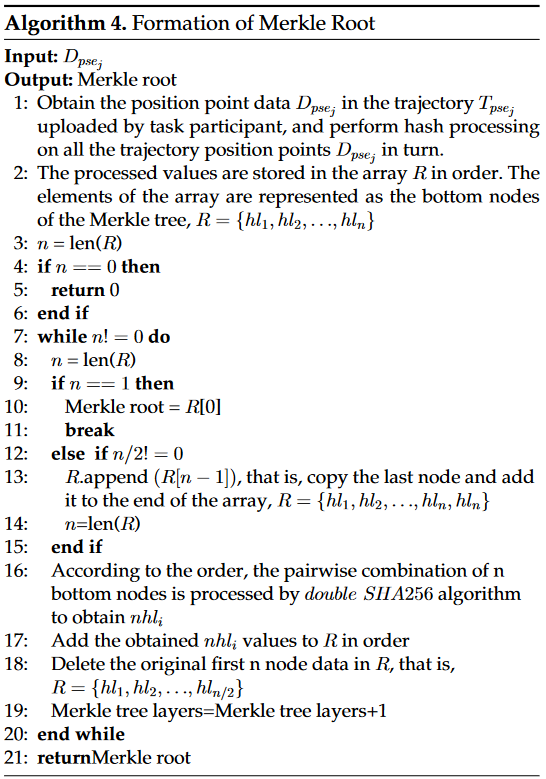 Algorithm 4. Formation of Merkle Root
Input: D_{pse_j}
Output: Merkle root
1: Obtain the position point data D_{pse_j} in the trajectory T_{pse_j}
uploaded by task participant, and perform hash processing
on all the trajectory position points D_{pse_j} in turn.
2: The processed values are stored in the array R in order. The
elements of the array are represented as the bottom nodes
of the Merkle tree, R = {hl_1, hl_2, ..., hl_n}
3: n = len(R)
4: if n == 0 then
5: return 0
6: end if
7: while n! = 0 do
8: n = len(R)
9: if n == 1 then
10: Merkle root = R[0]
11: break
12: else if n/2! = 0
13: R.append (R[n − 1]), that is, copy the last node and add
it to the end of the array, R = {hl_1, hl_2, ..., hl_n, hl_n}
14: n=len(R)
15: end if
16: According to the order, the pairwise combination of n
bottom nodes is processed by double SHA256 algorithm
to obtain nhl_i
17: Add the obtained nhl_i values to R in order
18: Delete the original first n node data in R, that is,
R = {hl_1, hl_2, ..., hl_{n/2}}
19: Merkle tree layers=Merkle tree layers+1
20: end while
21: returnMerkle root